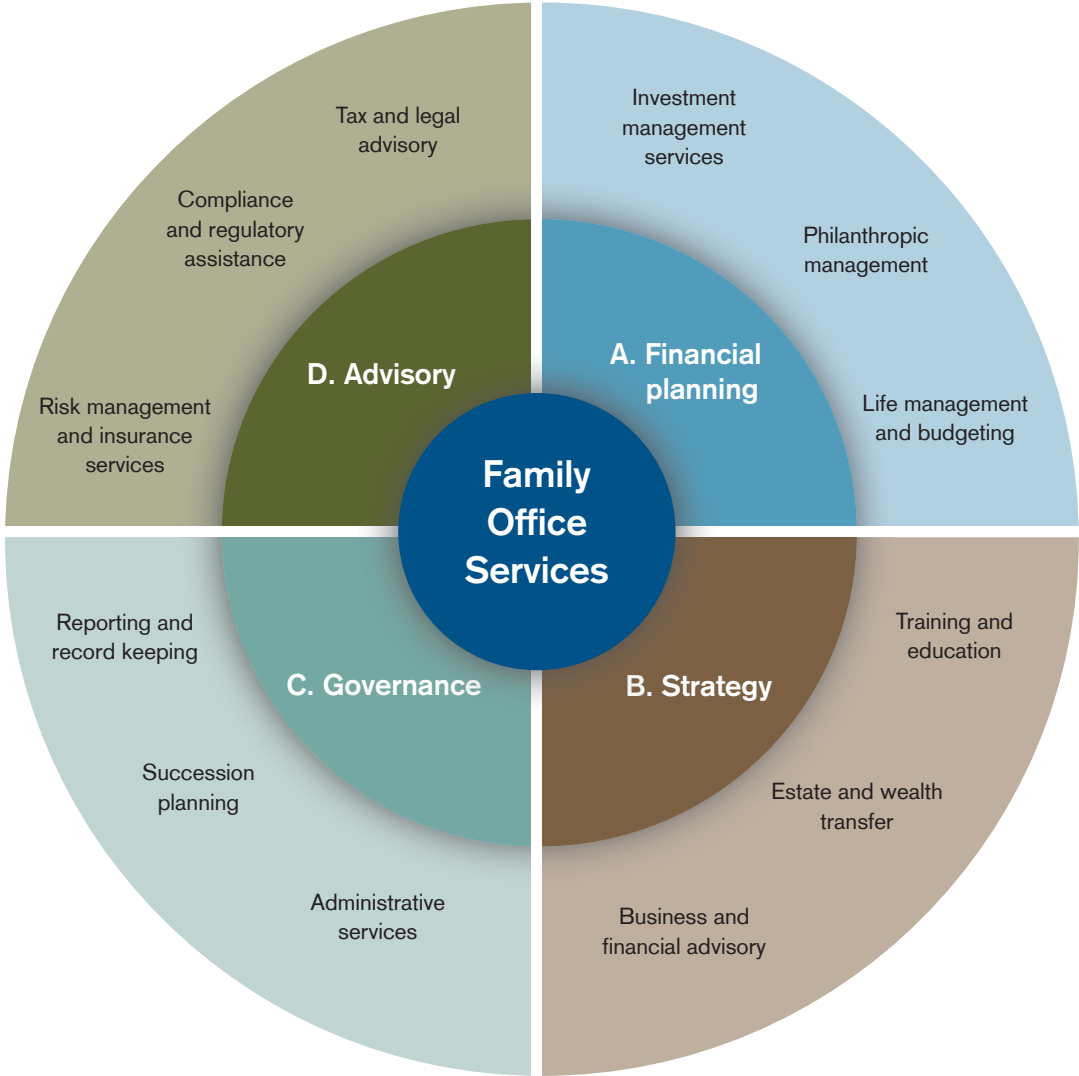 Family
Office
Services
A. Financial
planning
Investment
management
services
Philanthropic
management
Life management
and budgeting
B. Strategy
Training and
education
Estate and wealth
transfer
Business and
financial advisory
C. Governance
Administrative
services
Succession
planning
Reporting and
record keeping
D. Advisory
Risk management
and insurance
services
Compliance
and regulatory
assistance
Tax and legal
advisory